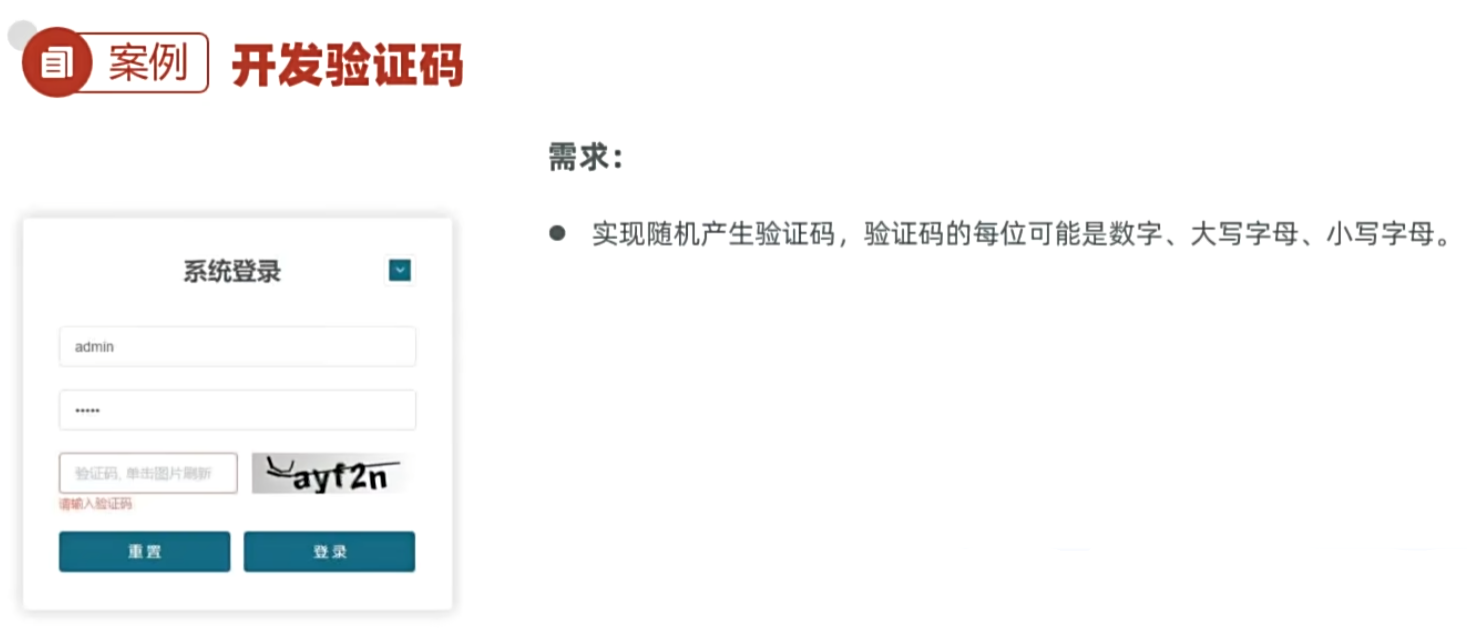 案例 开发验证码
需求：
● 实现随机产生验证码，验证码的每位可能是数字、大写字母、小写字母。
系统登录
admin
•••••
验证码, 单击图片刷新
ayf2n
请输入验证码
重置 登录